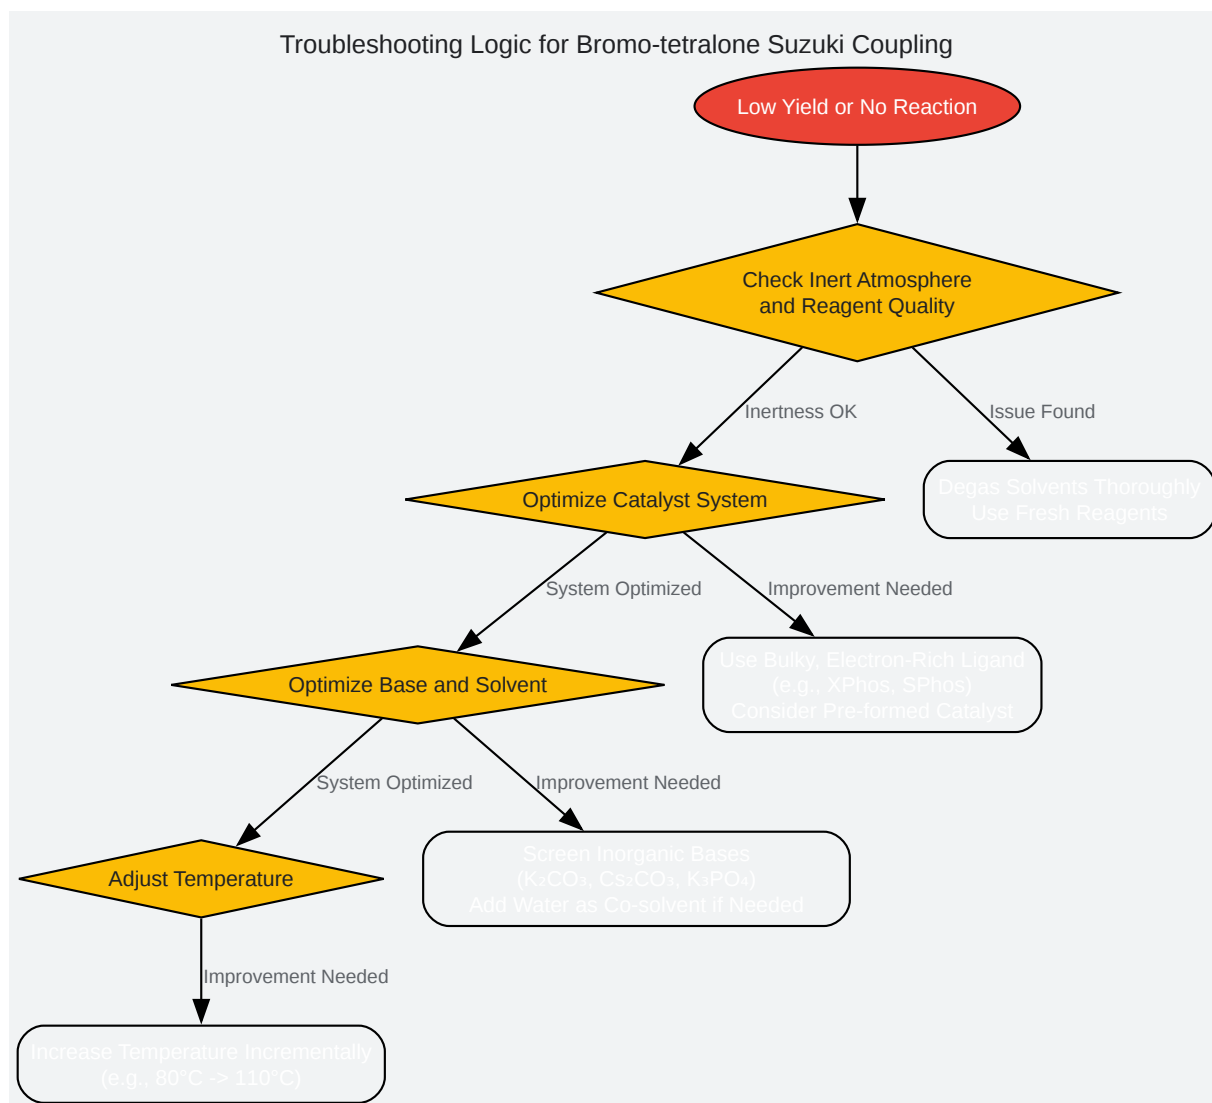 Troubleshooting Logic for Bromo-tetralone Suzuki Coupling
Low Yield or No Reaction
Check Inert Atmosphere
and Reagent Quality
Inertness OK
Issue Found
Optimize Catalyst System
Degas Solvents Thoroughly
Use Fresh Reagents
System Optimized
Improvement Needed
Optimize Base and Solvent
Use Bulky, Electron-Rich Ligand
(e.g., XPhos, SPhos)
Consider Pre-formed Catalyst
System Optimized
Improvement Needed
Adjust Temperature
Screen Inorganic Bases
(K₂CO₃, Cs₂CO₃, K₃PO₄)
Add Water as Co-solvent if Needed
Improvement Needed
Increase Temperature Incrementally
(e.g., 80°C -> 110°C)